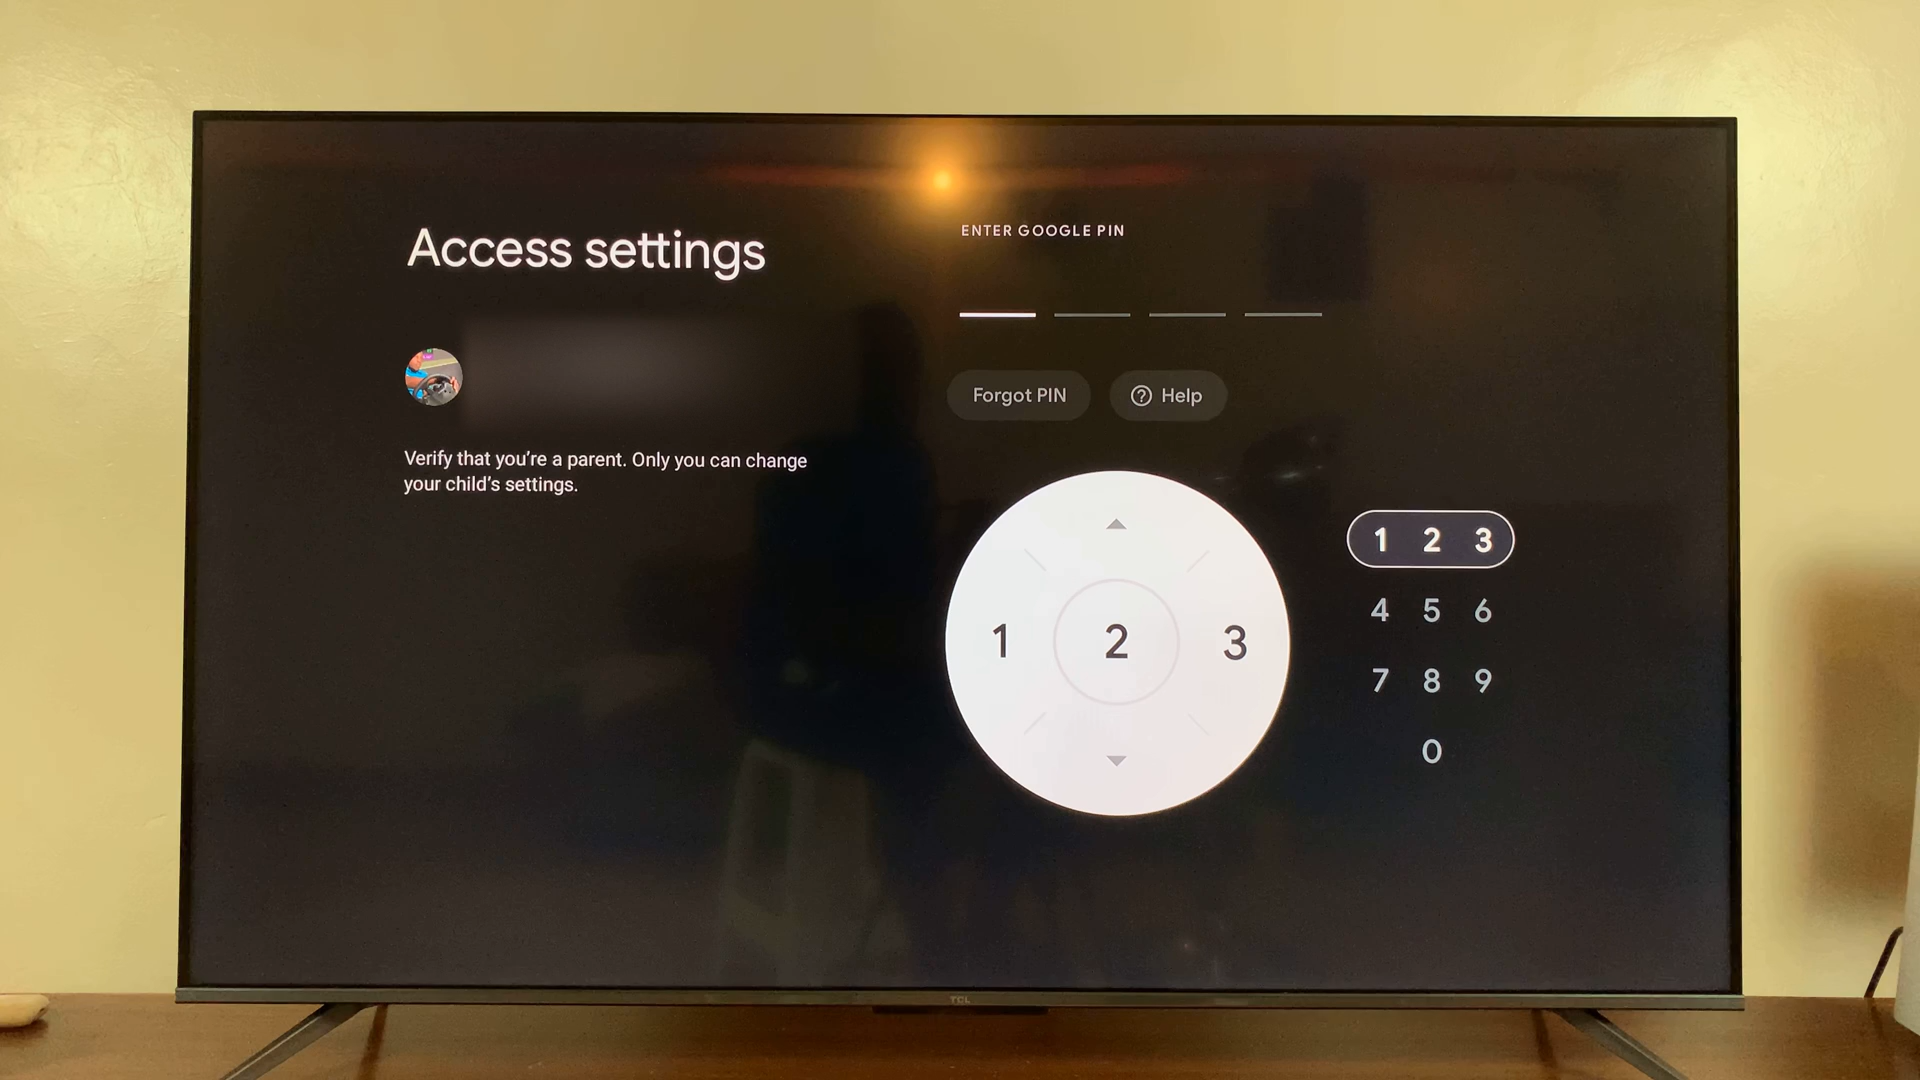 Access settings
Verify that you're a parent. Only you can change
your child's settings.
ENTER GOOGLE PIN
Forgot PIN
? Help
1 2 3
1 2 3
4 5 6
7 8 9
0
TCL